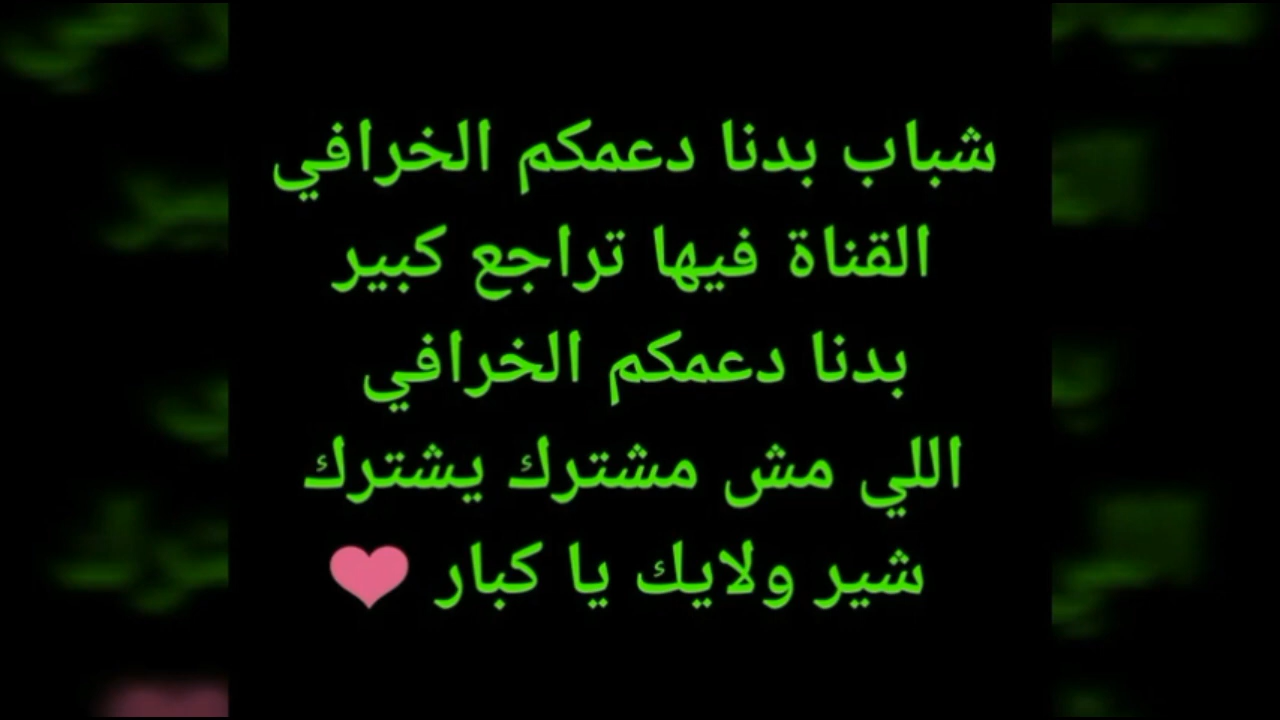 شباب بدنا دعمكم الخرافي
القناة فيها تراجع كبير
بدنا دعمكم الخرافي
اللي مش مشترك يشترك
شير ولايك يا كبار ❤